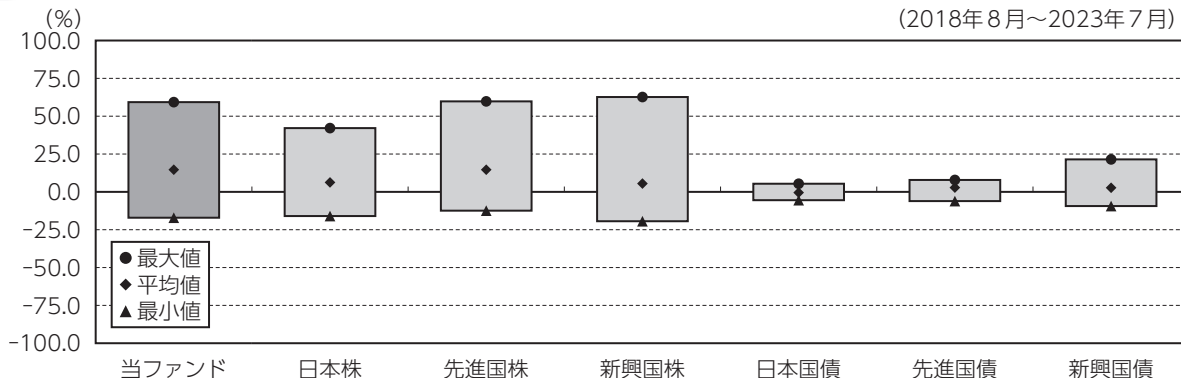 (%)
(2018年8月~2023年7月)
100.0
75.0
50.0
25.0
0.0
-25.0
-50.0
-75.0
-100.0
●最大値
◆平均値
▲最小値
当ファンド 日本株 先進国株 新興国株 日本国債 先進国債 新興国債